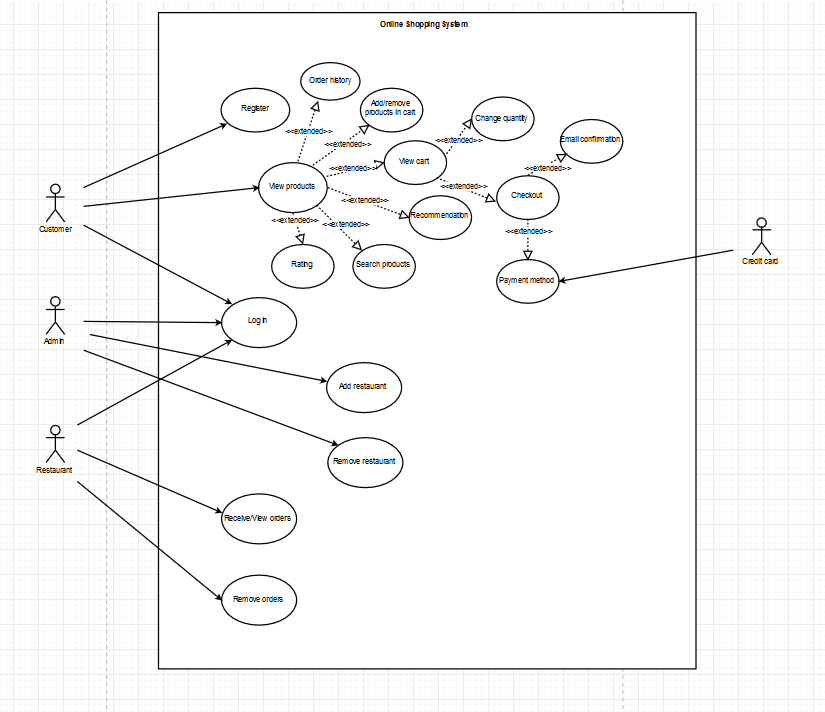 Online Shopping System
Order history
Register
Add/remove
products in cart
Change quantity
<<extended>>
Email confirmation
<<extended>>
<<extended>>
View cart
<<extended>>
<<extended>>
View products
<<extended>>
Checkout
<<extended>>
Recommendation
<<extended>>
<<extended>>
<<extended>>
Customer
Rating
Search products
Credit card
Payment method
Log in
Admin
Add restaurant
Remove restaurant
Restaurant
Receive/View orders
Remove orders